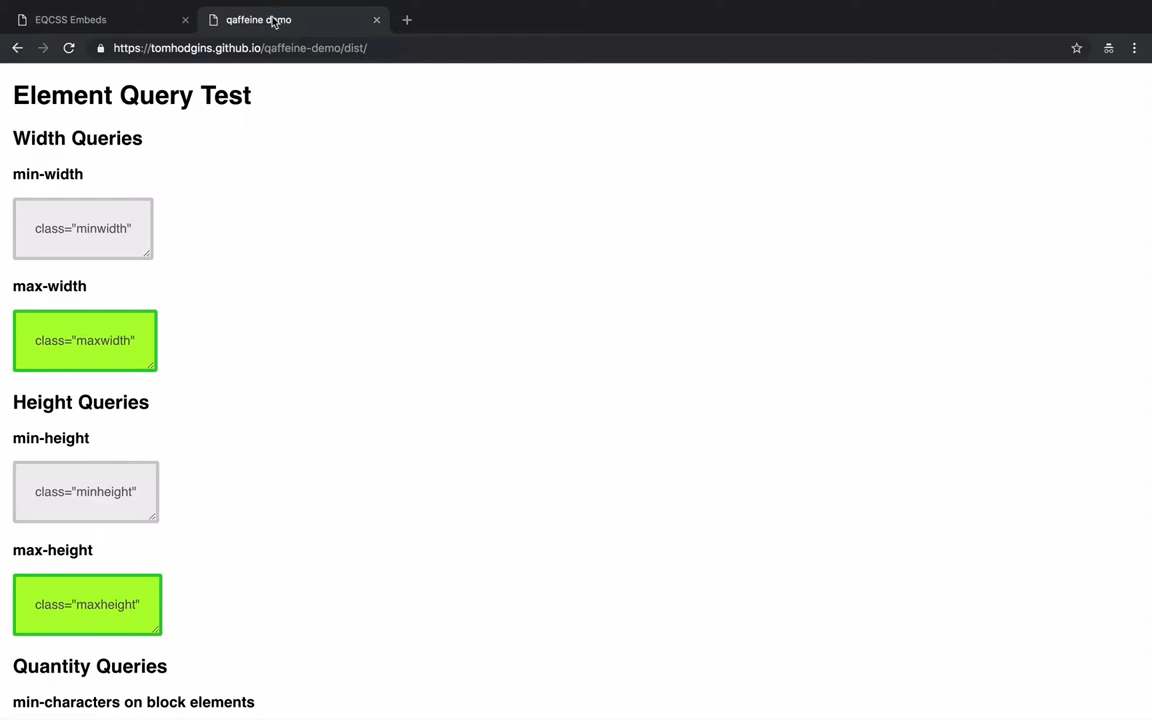 EQCSS Embeds
qaffeine demo
https://tomhodgins.github.io/qaffeine-demo/dist/
Element Query Test
Width Queries
min-width
class="minwidth"
max-width
class="maxwidth"
Height Queries
min-height
class="minheight"
max-height
class="maxheight"
Quantity Queries
min-characters on block elements